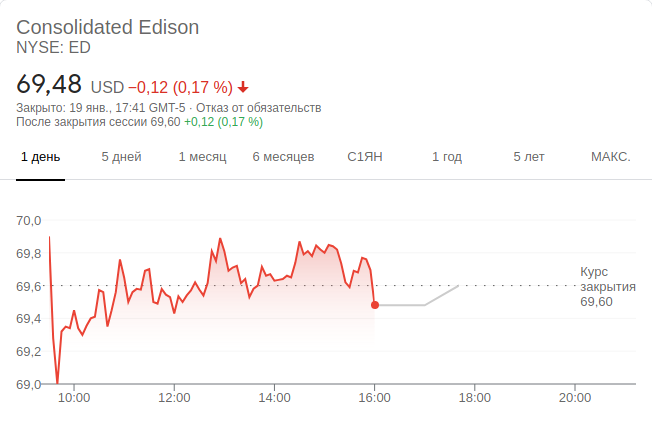 Consolidated Edison
NYSE: ED
69,48 USD −0,12 (0,17 %)
Закрыто: 19 янв., 17:41 GMT-5 · Отказ от обязательств
После закрытия сессии 69,60 +0,12 (0,17 %)
1 день 5 дней 1 месяц 6 месяцев С1ЯН 1 год 5 лет МАКС.
70,0
69,8
69,6
69,4
69,2
69,0
Курс
закрытия
69,60
10:00 12:00 14:00 16:00 18:00 20:00